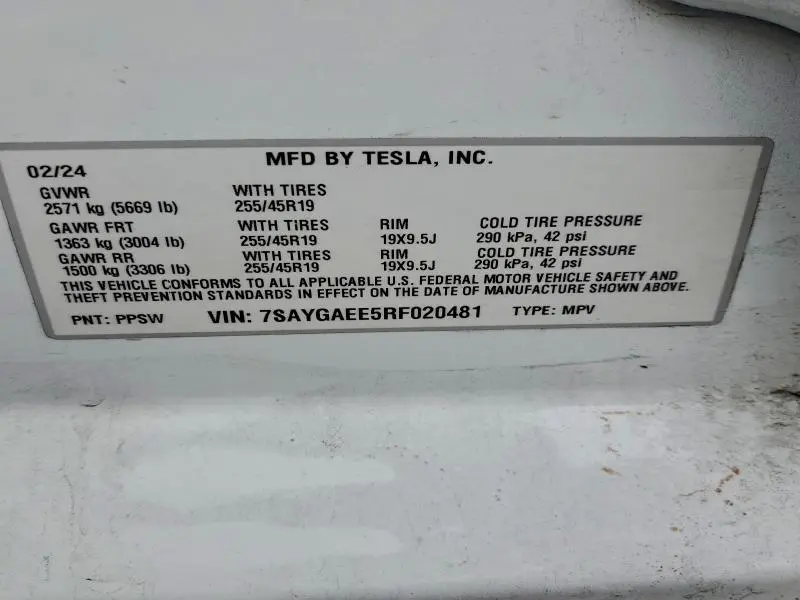 02/24 MFD BY TESLA, INC.
GVWR WITH TIRES
2571 kg (5669 lb) 255/45R19
GAWR FRT WITH TIRES RIM COLD TIRE PRESSURE
1363 kg (3004 lb) 255/45R19 19X9.5J 290 kPa, 42 psi
GAWR RR WITH TIRES RIM COLD TIRE PRESSURE
1500 kg (3306 lb) 255/45R19 19X9.5J 290 kPa, 42 psi
THIS VEHICLE CONFORMS TO ALL APPLICABLE U.S. FEDERAL MOTOR VEHICLE SAFETY AND
THEFT PREVENTION STANDARDS IN EFFECT ON THE DATE OF MANUFACTURE SHOWN ABOVE.
PNT: PPSW VIN: 7SAYGAEE5RF020481 TYPE: MPV